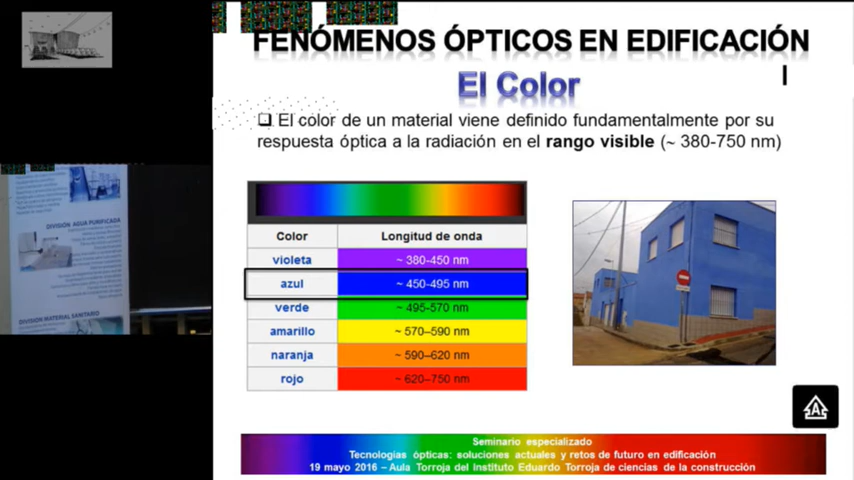 FENÓMENOS ÓPTICOS EN EDIFICACIÓN
El Color
El color de un material viene definido fundamentalmente por su
respuesta óptica a la radiación en el rango visible (~ 380-750 nm)
Color Longitud de onda
violeta ~ 380-450 nm
azul ~ 450-495 nm
verde ~ 495-570 nm
amarillo ~ 570-590 nm
naranja ~ 590–620 nm
rojo ~ 620–750 nm
DIVISIÓN AGUA PURIFICADA
DIVISIÓN MATERIAL SANITARIO
Seminario especializado
Tecnologías ópticas: soluciones actuales y retos de futuro en edificación
19 mayo 2016 – Aula Torroja del Instituto Eduardo Torroja de ciencias de la construcción